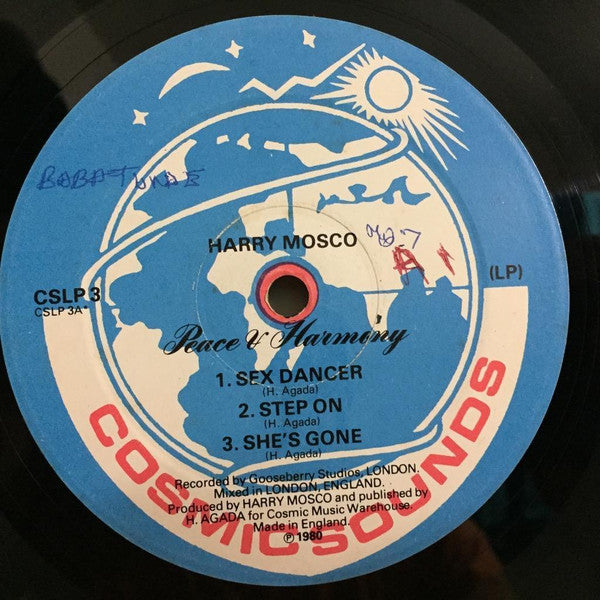 BABATUNDE
HARRY MOSCO
CSLP 3
CSLP 3A*
(LP)
Peace & Harmony
1. SEX DANCER
(H. Agada)
2. STEP ON
(H. Agada)
3. SHE'S GONE
(H. Agada)
Recorded by Gooseberry Studios, LONDON.
Mixed in LONDON, ENGLAND.
Produced by HARRY MOSCO and published by
H. AGADA for Cosmic Music Warehouse.
Made in England.
℗ 1980
COSMIC SOUNDS